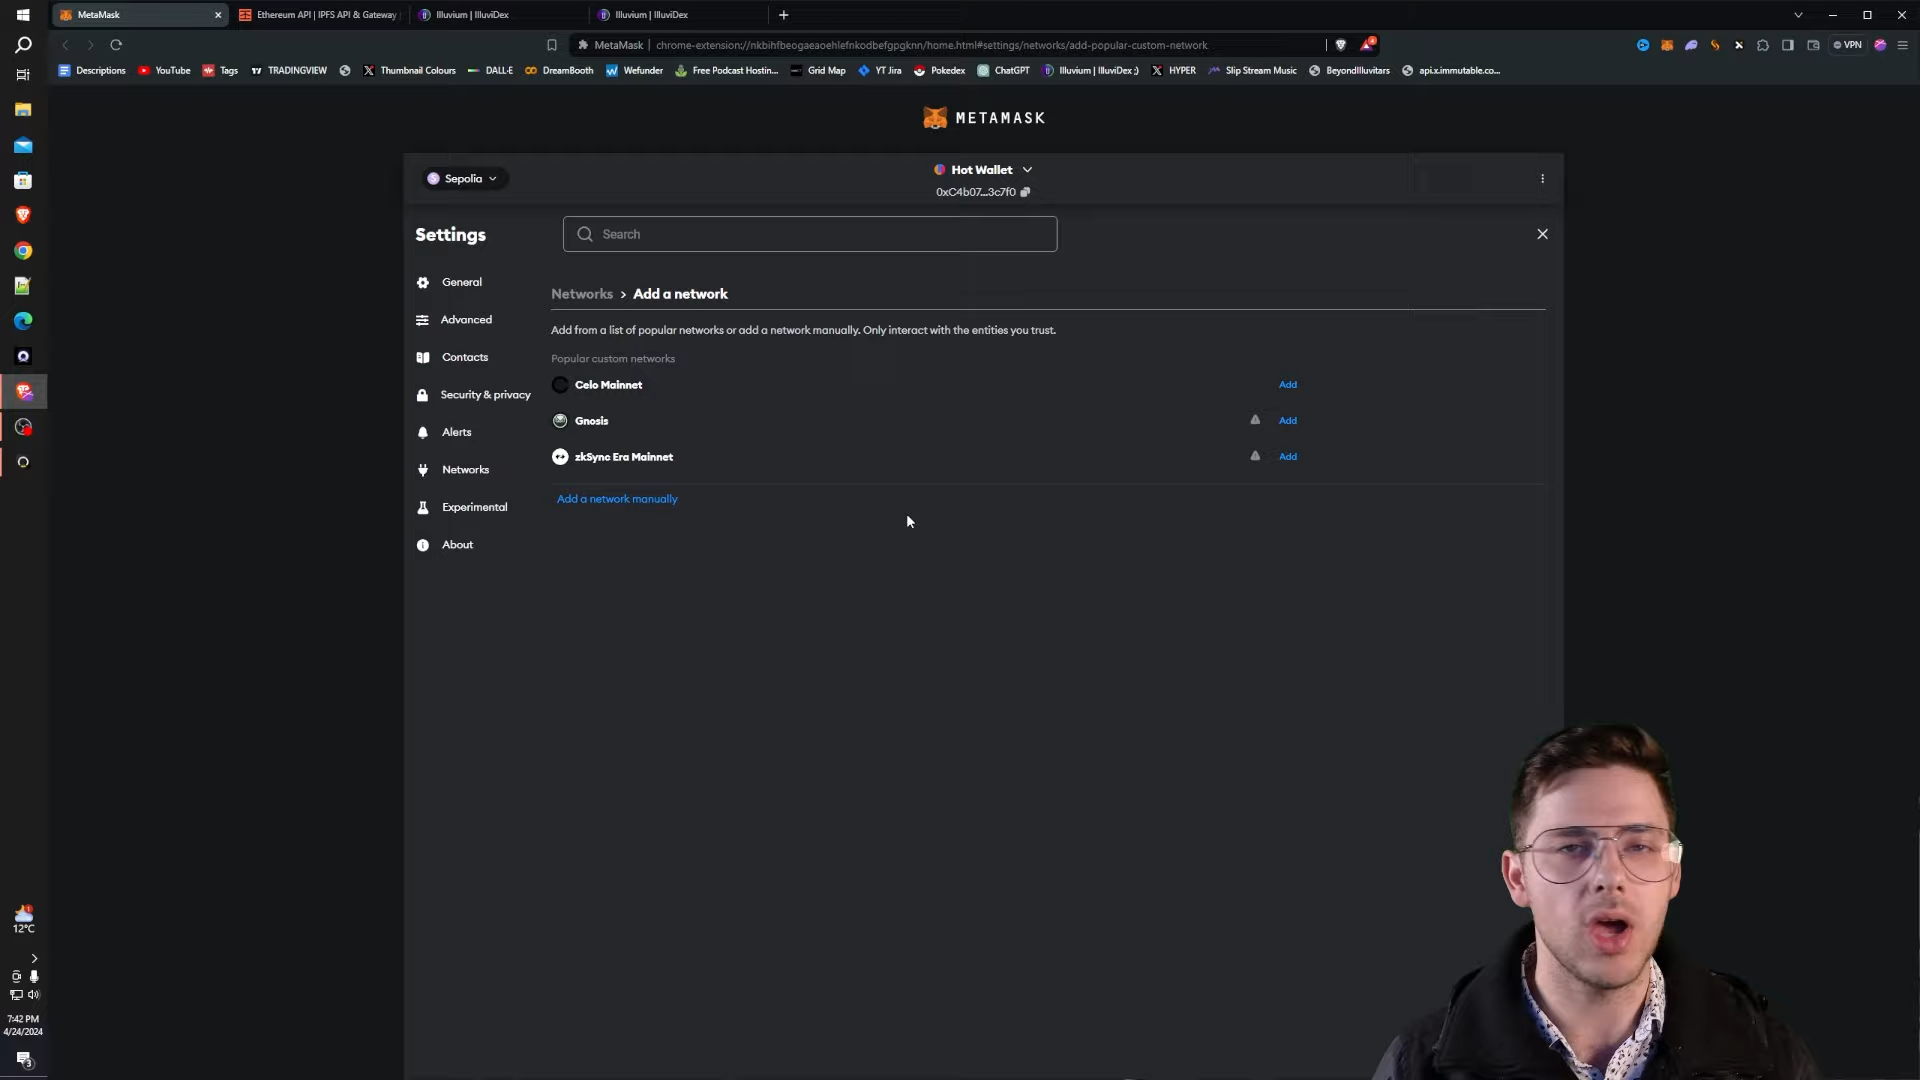 MetaMask
Ethereum API | IPFS API & Gateway
Illuvium | IlluviDex
Illuvium | IlluviDex
MetaMask
chrome-extension://nkbihfbeogaeaoehlefnkodbefgpgknn/home.html#settings/networks/add-popular-custom-network
VPN
Descriptions
YouTube
Tags
TRADINGVIEW
Thumbnail Colours
DALL·E
DreamBooth
Wefunder
Free Podcast Hostin...
Grid Map
YT Jira
Pokedex
ChatGPT
Illuvium | IlluviDex ;)
HYPER
Slip Stream Music
BeyondIlluvitars
api.x.immutable.co...
METAMASK
Sepolia
Hot Wallet
0xC4b07...3c7f0
Settings
Search
General
Advanced
Contacts
Security & privacy
Alerts
Networks
Experimental
About
Networks > Add a network
Add from a list of popular networks or add a network manually. Only interact with the entities you trust.
Popular custom networks
Celo Mainnet
Add
Gnosis
Add
zkSync Era Mainnet
Add
Add a network manually
12°C
7:42 PM
4/24/2024
3